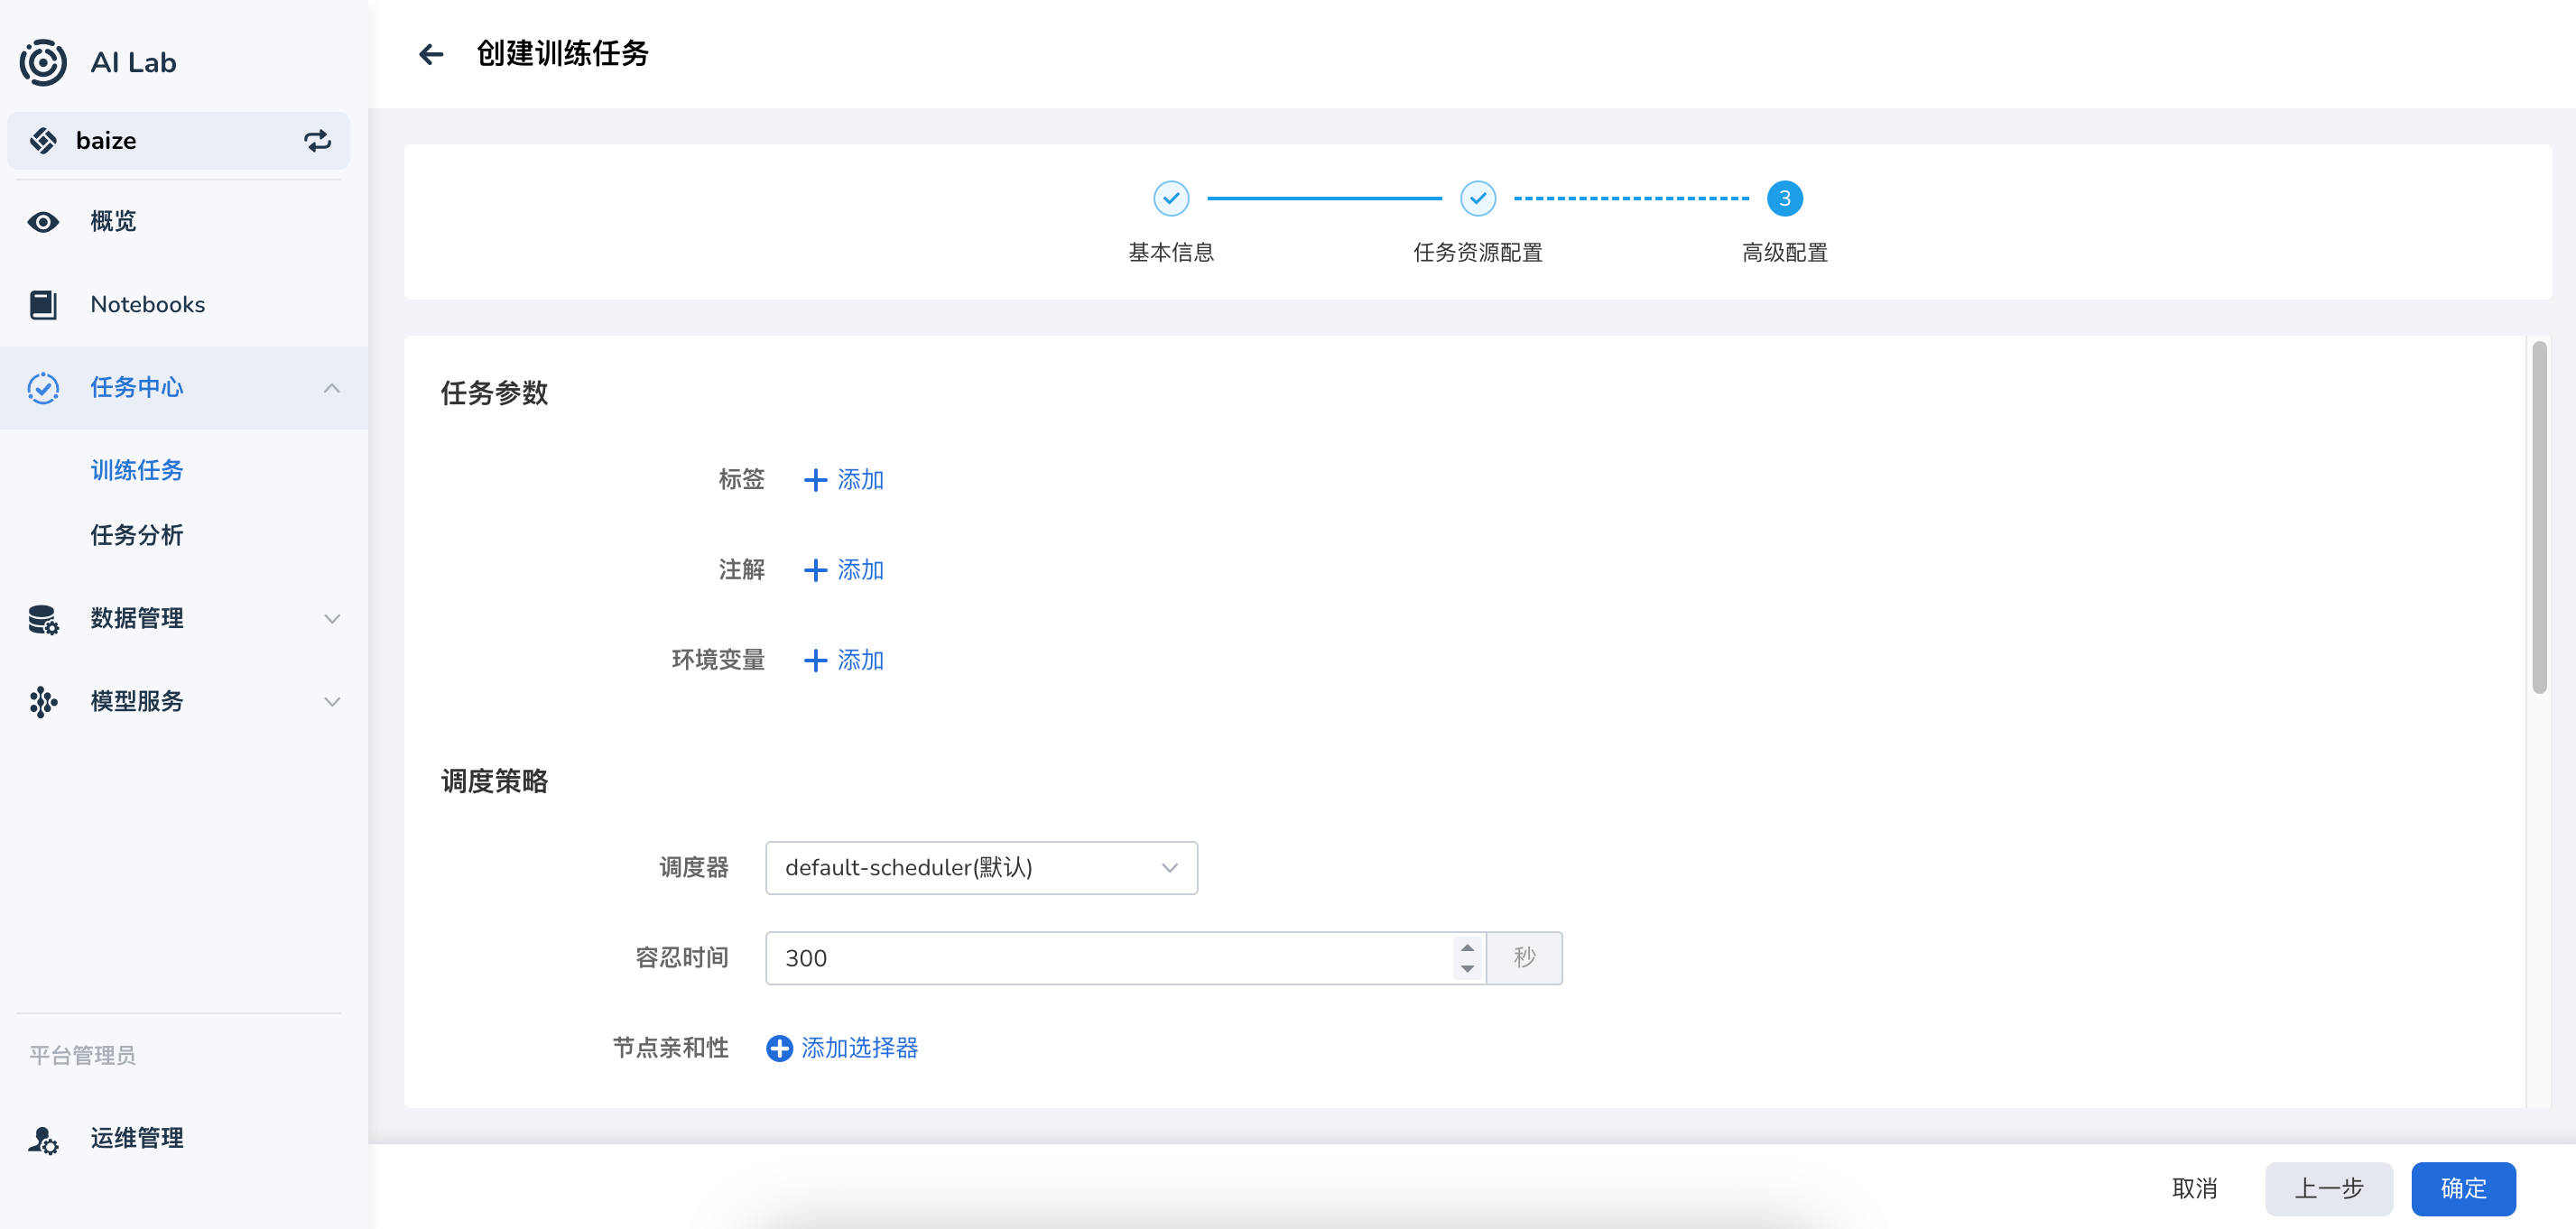 AI Lab
baize
概览
Notebooks
任务中心
训练任务
任务分析
数据管理
模型服务
平台管理员
运维管理
创建训练任务
3
基本信息
任务资源配置
高级配置
任务参数
标签 添加
注解 添加
环境变量 添加
调度策略
调度器 default-scheduler(默认)
容忍时间 300 秒
节点亲和性 添加选择器
取消 上一步 确定